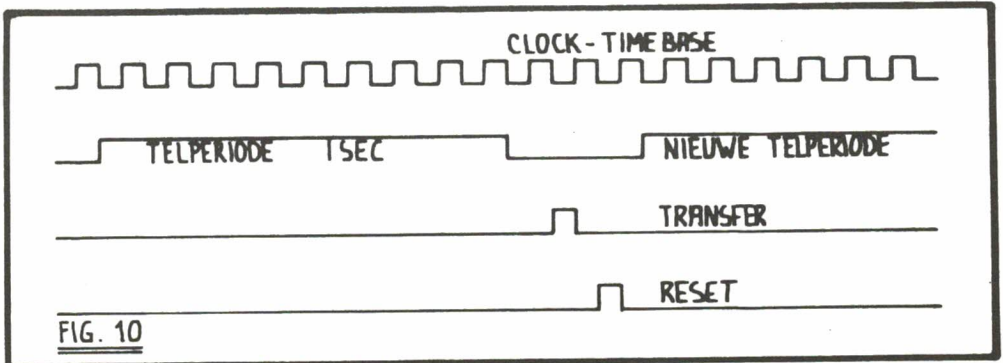 CLOCK - TIME BASE
TELPERIODE 1SEC
NIEUWE TELPERIODE
TRANSFER
RESET
FIG. 10